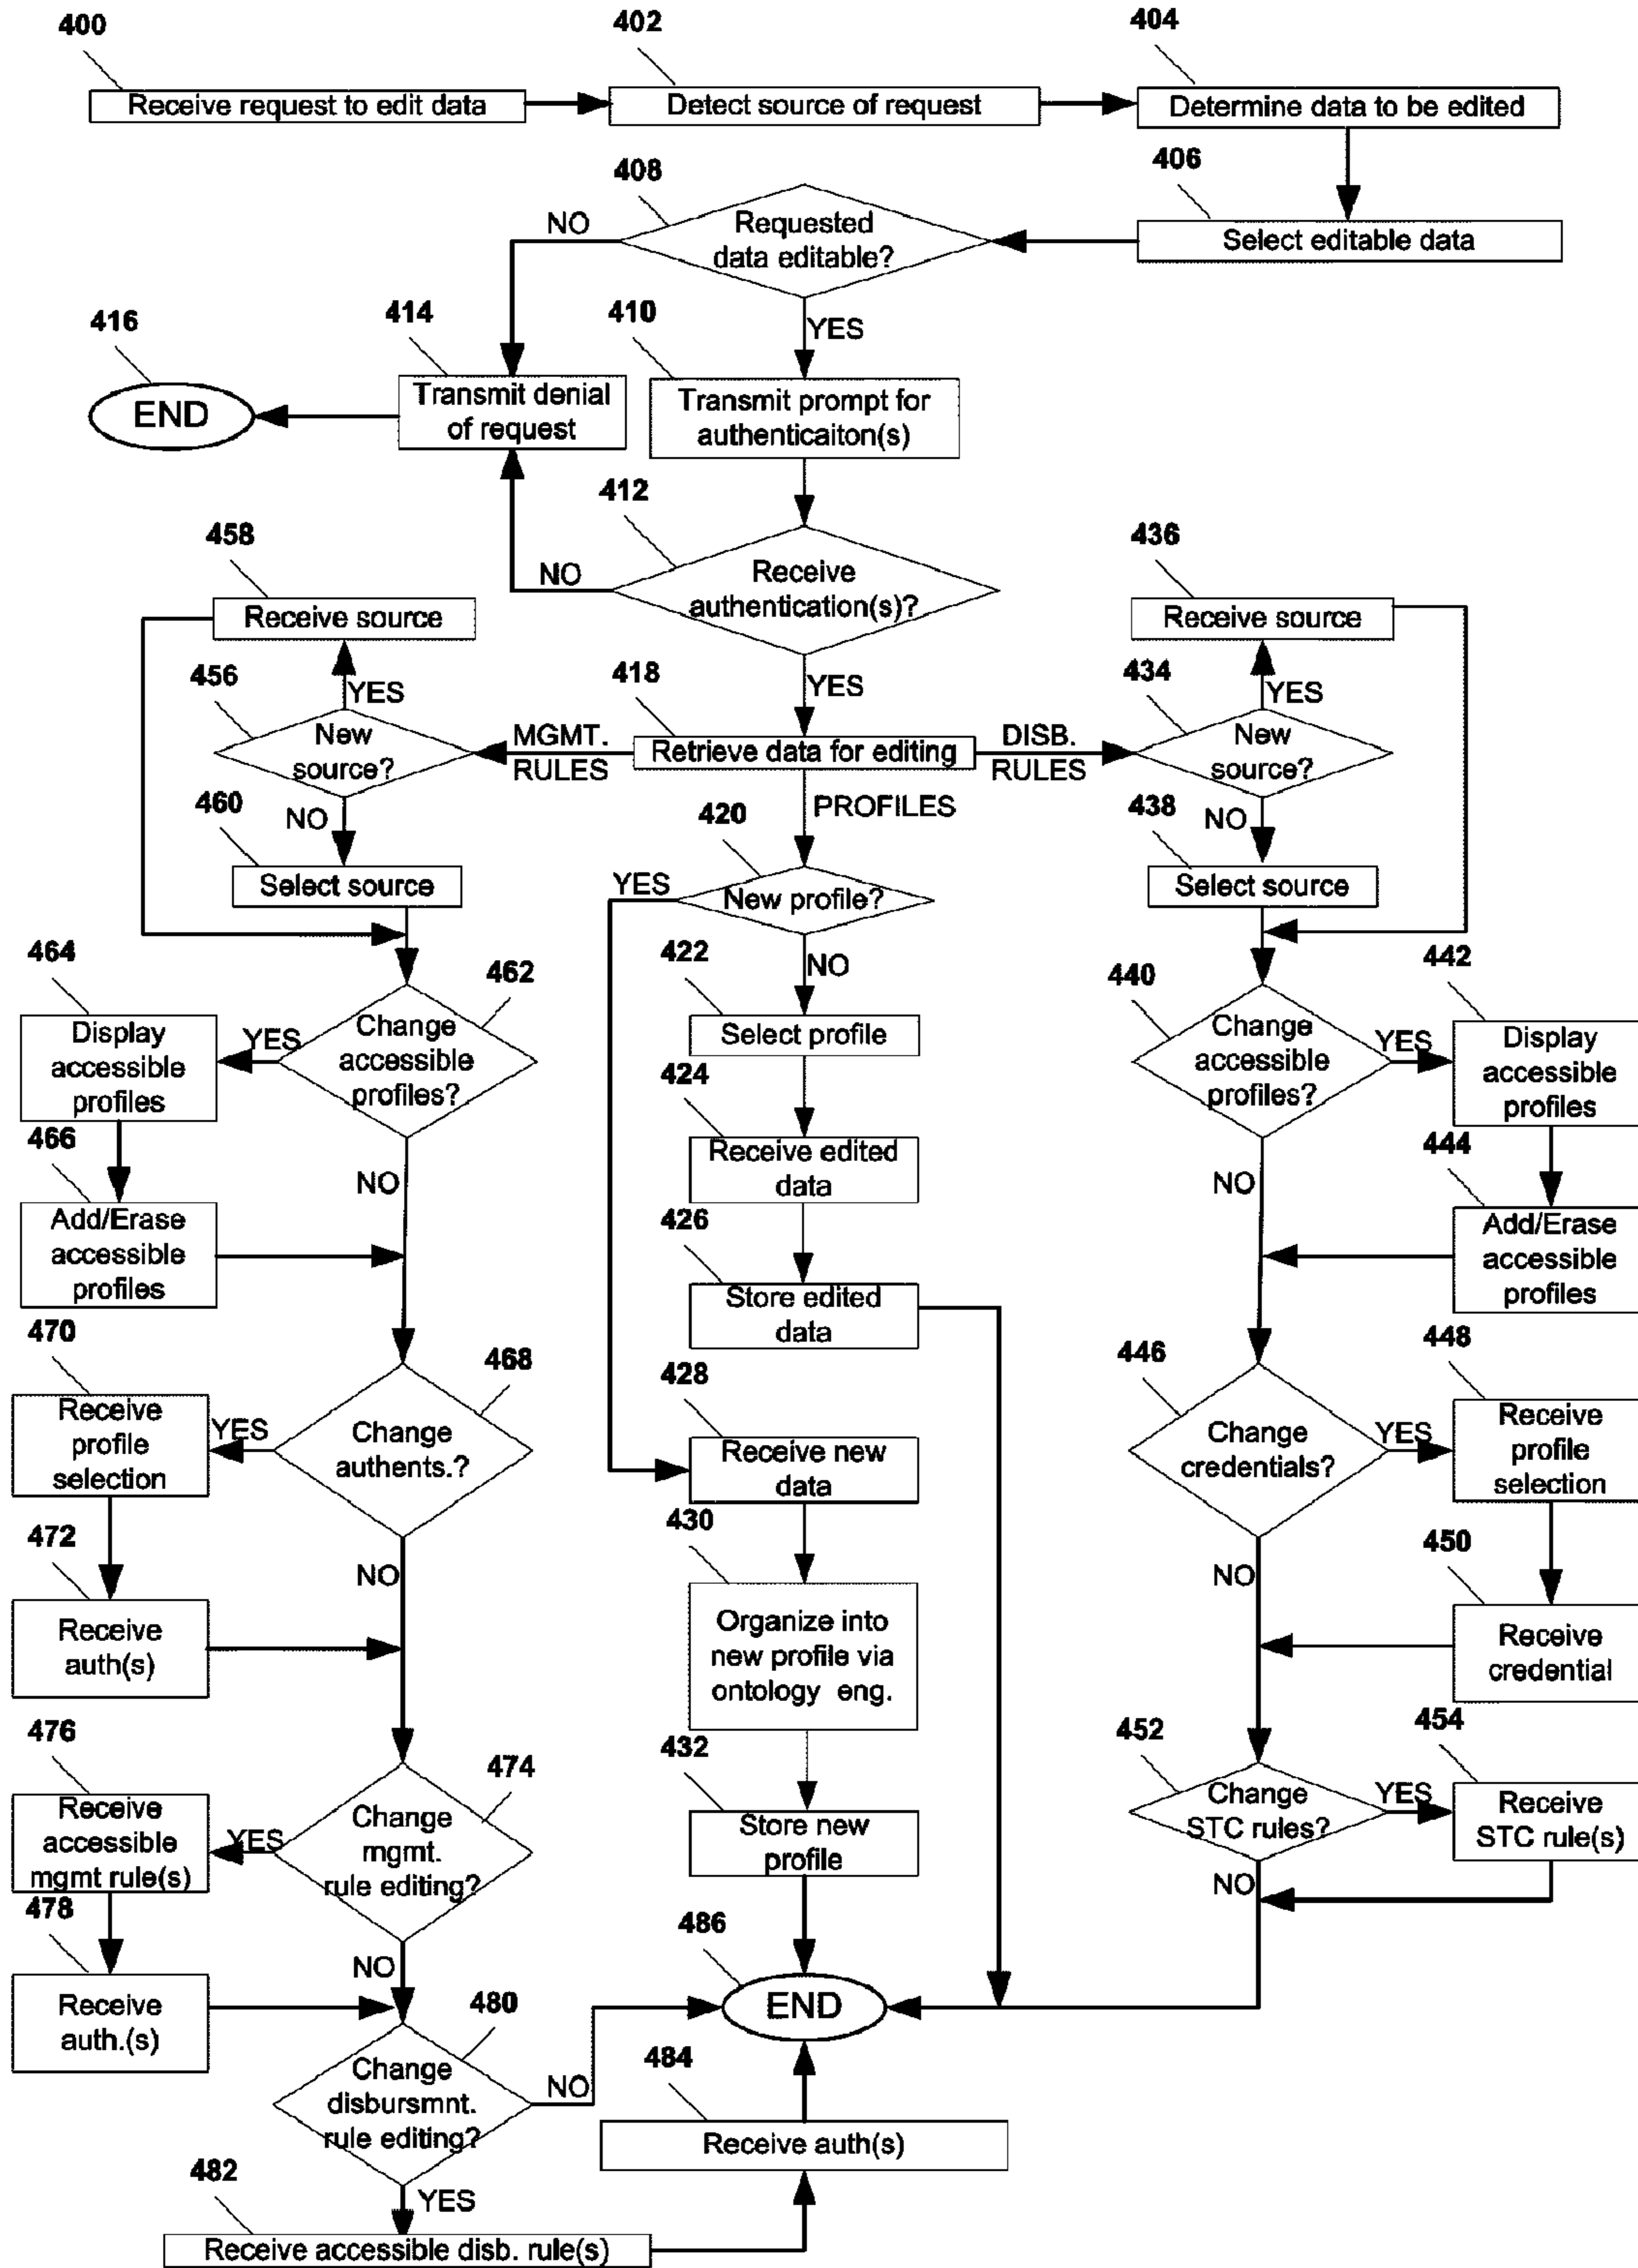 400
402
404
Receive request to edit data
Detect source of request
Determine data to be edited
406
408
Requested
data editable?
NO
Select editable data
416
414
410
YES
END
Transmit denial
of request
Transmit prompt for
authenticaiton(s)
412
458
436
Receive
authentication(s)?
NO
Receive source
Receive source
456
YES
418
YES
434
YES
New
source?
MGMT.
RULES
Retrieve data for editing
DISB.
RULES
New
source?
460
NO
420
PROFILES
438
NO
Select source
YES
New profile?
Select source
464
462
422
NO
440
442
Display
accessible
profiles
YES
Change
accessible
profiles?
Select profile
Change
accessible
profiles?
YES
Display
accessible
profiles
424
466
NO
Receive edited
data
NO
444
Add/Erase
accessible
profiles
426
Add/Erase
accessible
profiles
Store edited
data
470
468
428
446
448
Receive
profile
selection
YES
Change
authents.?
Receive new
data
Change
credentials?
YES
Receive
profile
selection
472
NO
430
NO
450
Receive
auth(s)
Organize into
new profile via
ontology eng.
Receive
credential
476
474
432
452
454
Receive
accessible
mgmt rule(s)
YES
Change
mgmt.
rule editing?
Store new
profile
Change
STC rules?
YES
Receive
STC rule(s)
478
NO
486
NO
Receive
auth.(s)
480
END
Change
disbursmnt.
rule editing?
NO
484
Receive auth(s)
482
YES
Receive accessible disb. rule(s)